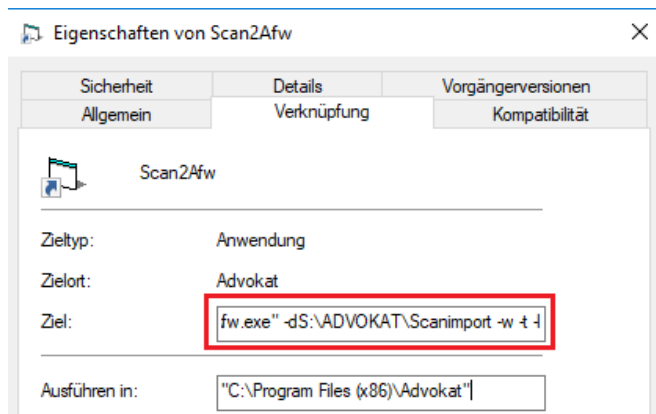 Eigenschaften von Scan2Afw
Sicherheit Details Vorgängerversionen
Allgemein Verknüpfung Kompatibilität
Scan2Afw
Zieltyp: Anwendung
Zielort: Advokat
Ziel: fw.exe" -dS:\ADVOKAT\Scanimport -w -t
Ausführen in: "C:\Program Files (x86)\Advokat"